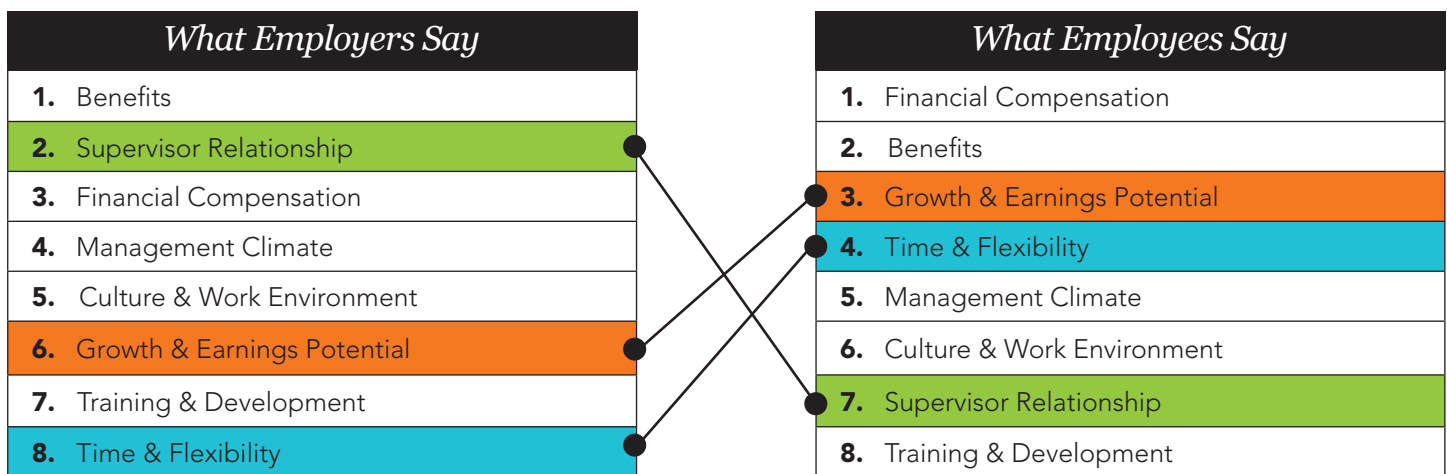 What Employers Say
1. Benefits
2. Supervisor Relationship
3. Financial Compensation
4. Management Climate
5. Culture & Work Environment
6. Growth & Earnings Potential
7. Training & Development
8. Time & Flexibility
What Employees Say
1. Financial Compensation
2. Benefits
3. Growth & Earnings Potential
4. Time & Flexibility
5. Management Climate
6. Culture & Work Environment
7. Supervisor Relationship
8. Training & Development